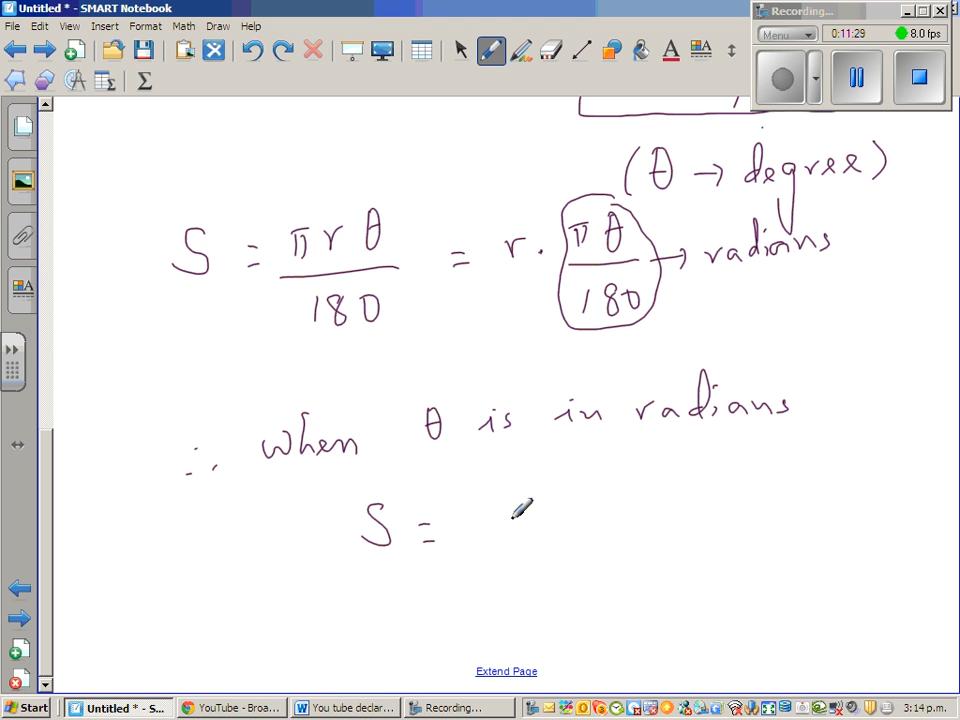 Untitled * - SMART Notebook
Recording...
File Edit View Insert Format Math Draw Help
Menu 0:11:29 8.0 fps
(θ → degree)
S = πrθ/180 = r · πθ/180 → radians
∴ when θ is in radians
S =
Extend Page
Start Untitled * - S... YouTube - Broa... You tube declar... Recording... 3:14 p.m.